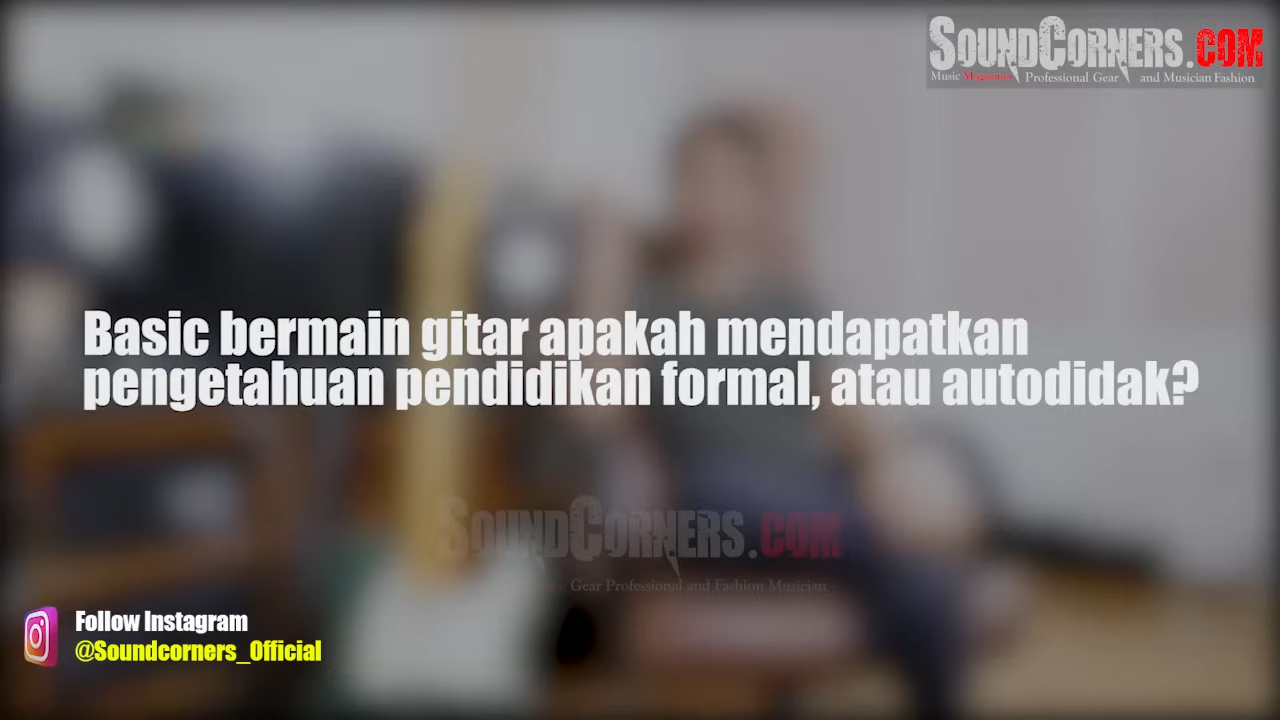 SOUNDCORNERS.COM
Music Magazine Professional Gear and Musician Fashion
Basic bermain gitar apakah mendapatkan
pengetahuan pendidikan formal, atau autodidak?
SOUNDCORNERS.COM
Gear Professional and Fashion Musician
Follow Instagram
@Soundcorners_Official